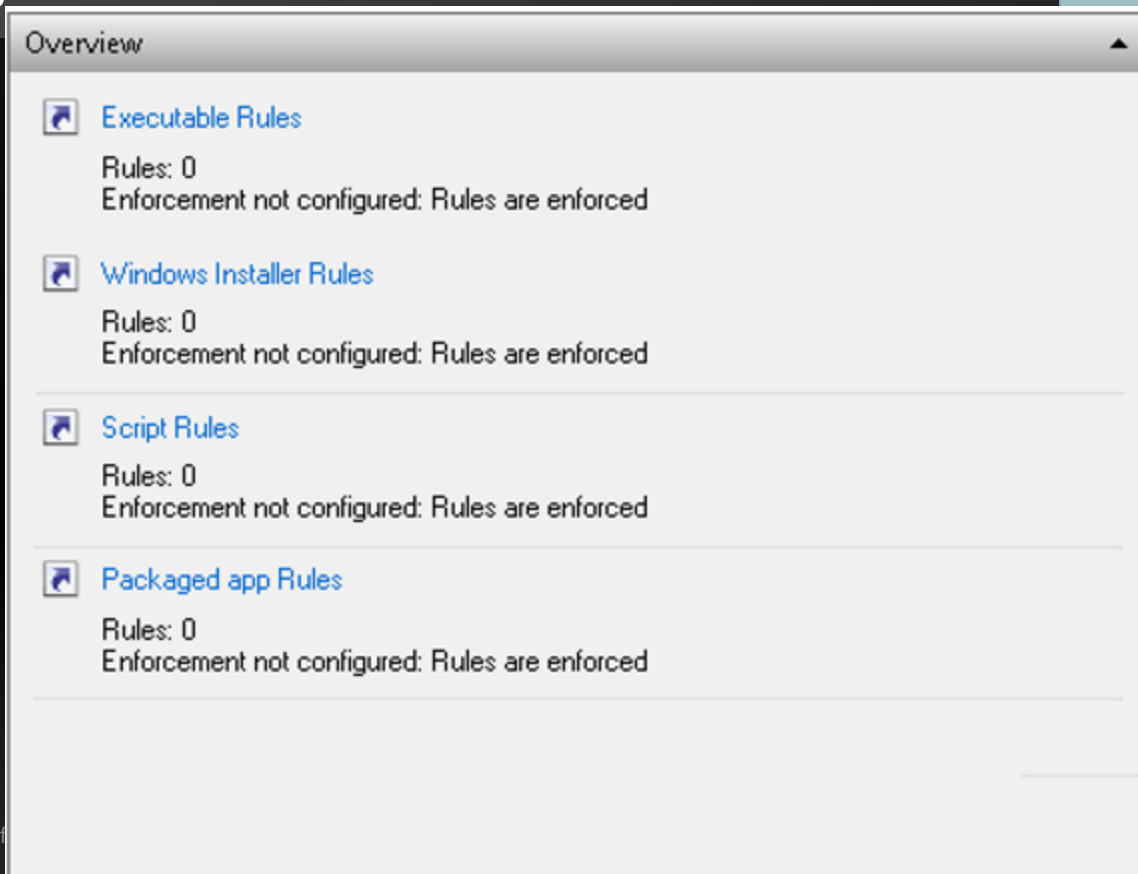 Overview
Executable Rules
Rules: 0
Enforcement not configured: Rules are enforced
Windows Installer Rules
Rules: 0
Enforcement not configured: Rules are enforced
Script Rules
Rules: 0
Enforcement not configured: Rules are enforced
Packaged app Rules
Rules: 0
Enforcement not configured: Rules are enforced